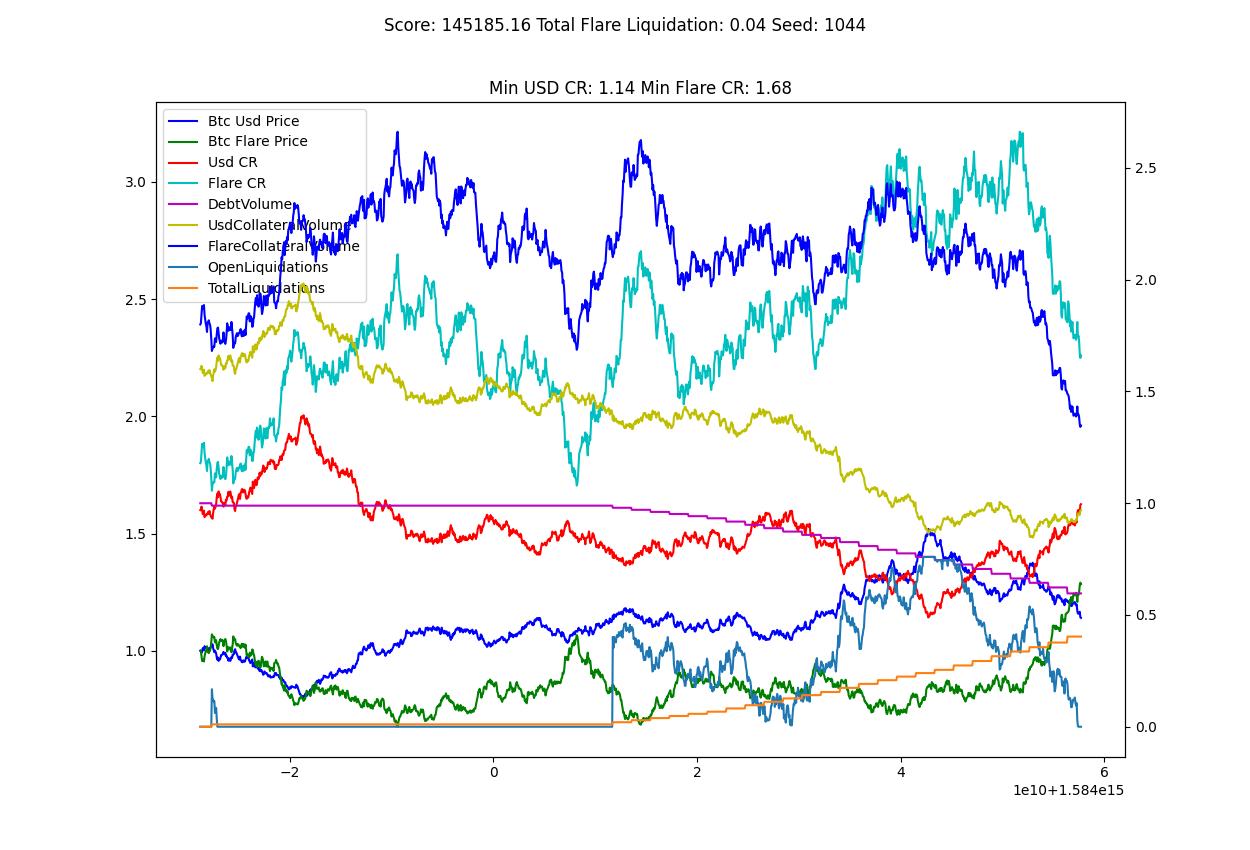 Score: 145185.16 Total Flare Liquidation: 0.04 Seed: 1044
Min USD CR: 1.14 Min Flare CR: 1.68
Btc Usd Price
Btc Flare Price
Usd CR
Flare CR
DebtVolume
UsdCollateralVolume
FlareCollateralVolume
OpenLiquidations
TotalLiquidations
3.0
2.5
2.0
1.5
1.0
2.5
2.0
1.5
1.0
0.5
0.0
−2
0
2
4
6
1e10+1.584e15